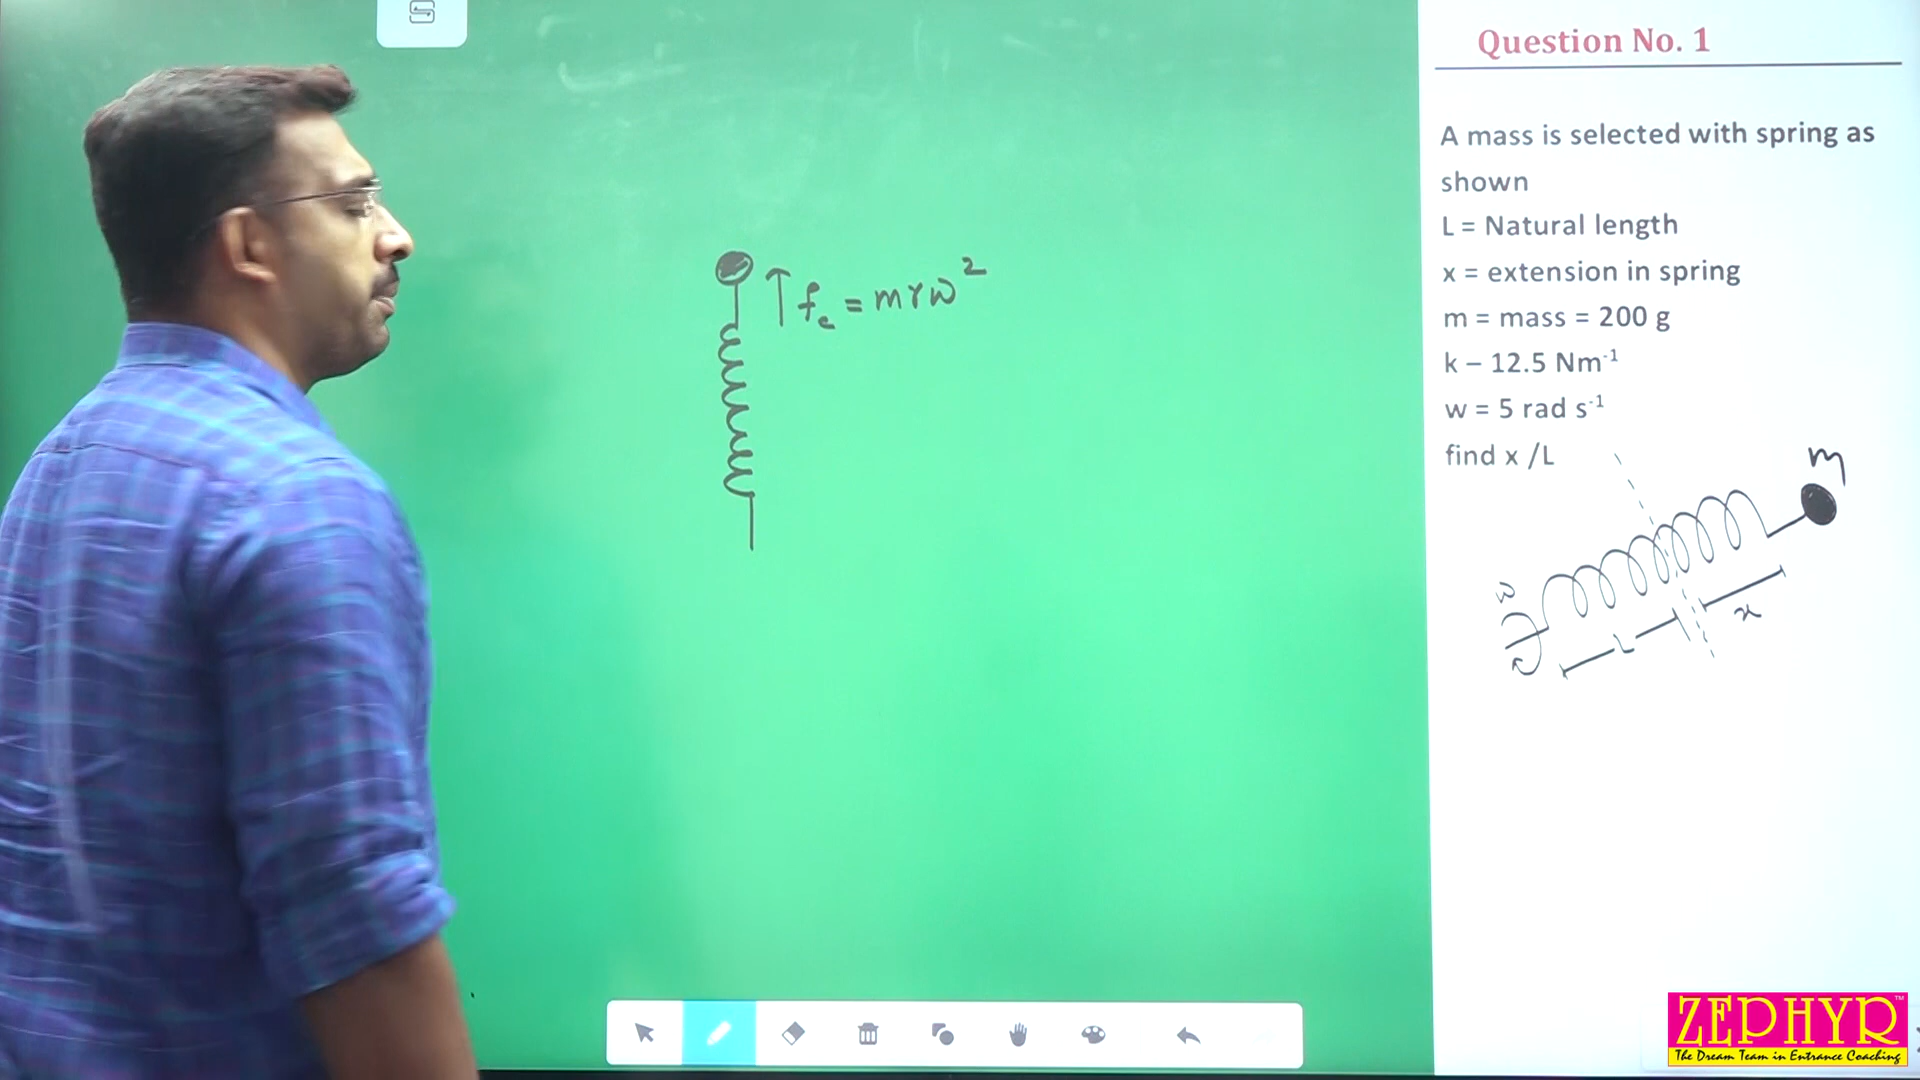 Question No. 1
A mass is selected with spring as
shown
L = Natural length
x = extension in spring
m = mass = 200 g
k – 12.5 Nm⁻¹
w = 5 rad s⁻¹
find x /L
↑ fc = mrω²
m
ω
L
x
ZEPHYR™
The Dream Team in Entrance Coaching